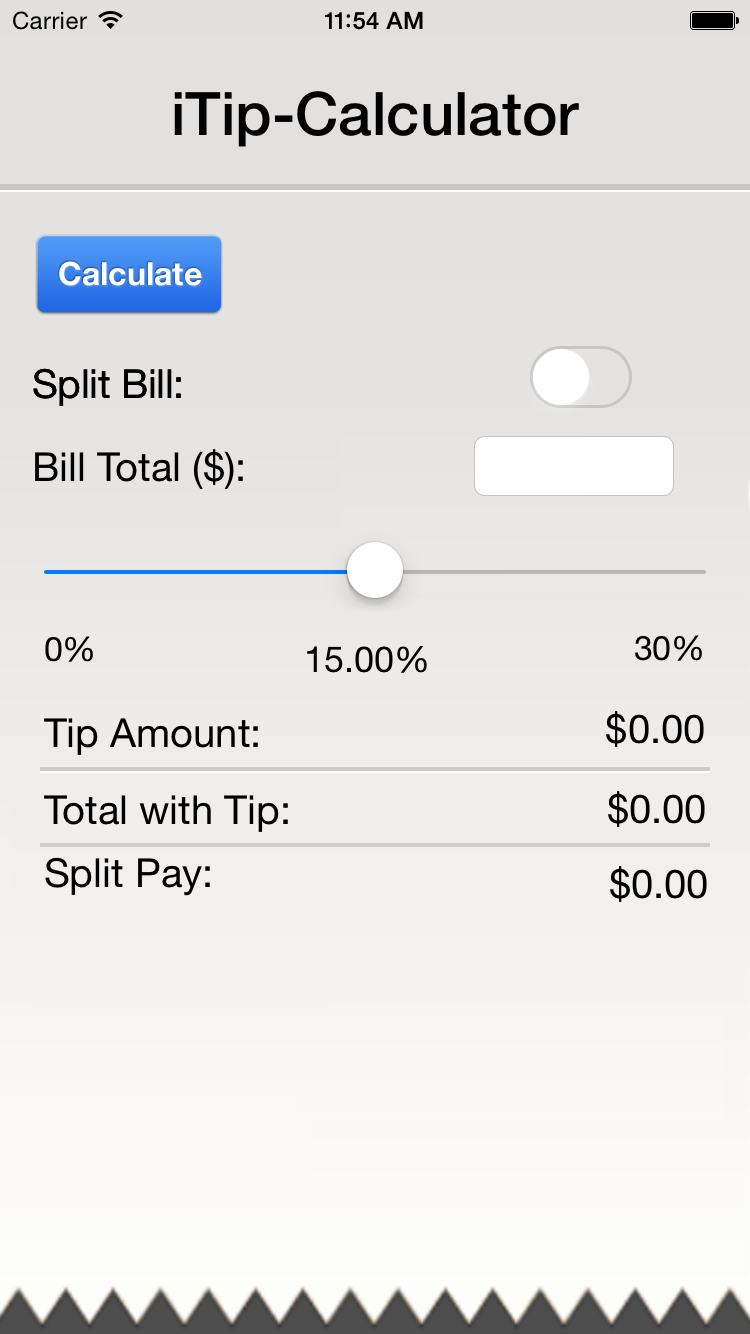 Carrier 11:54 AM
iTip-Calculator
Calculate
Split Bill:
Bill Total ($):
0% 15.00% 30%
Tip Amount: $0.00
Total with Tip: $0.00
Split Pay: $0.00